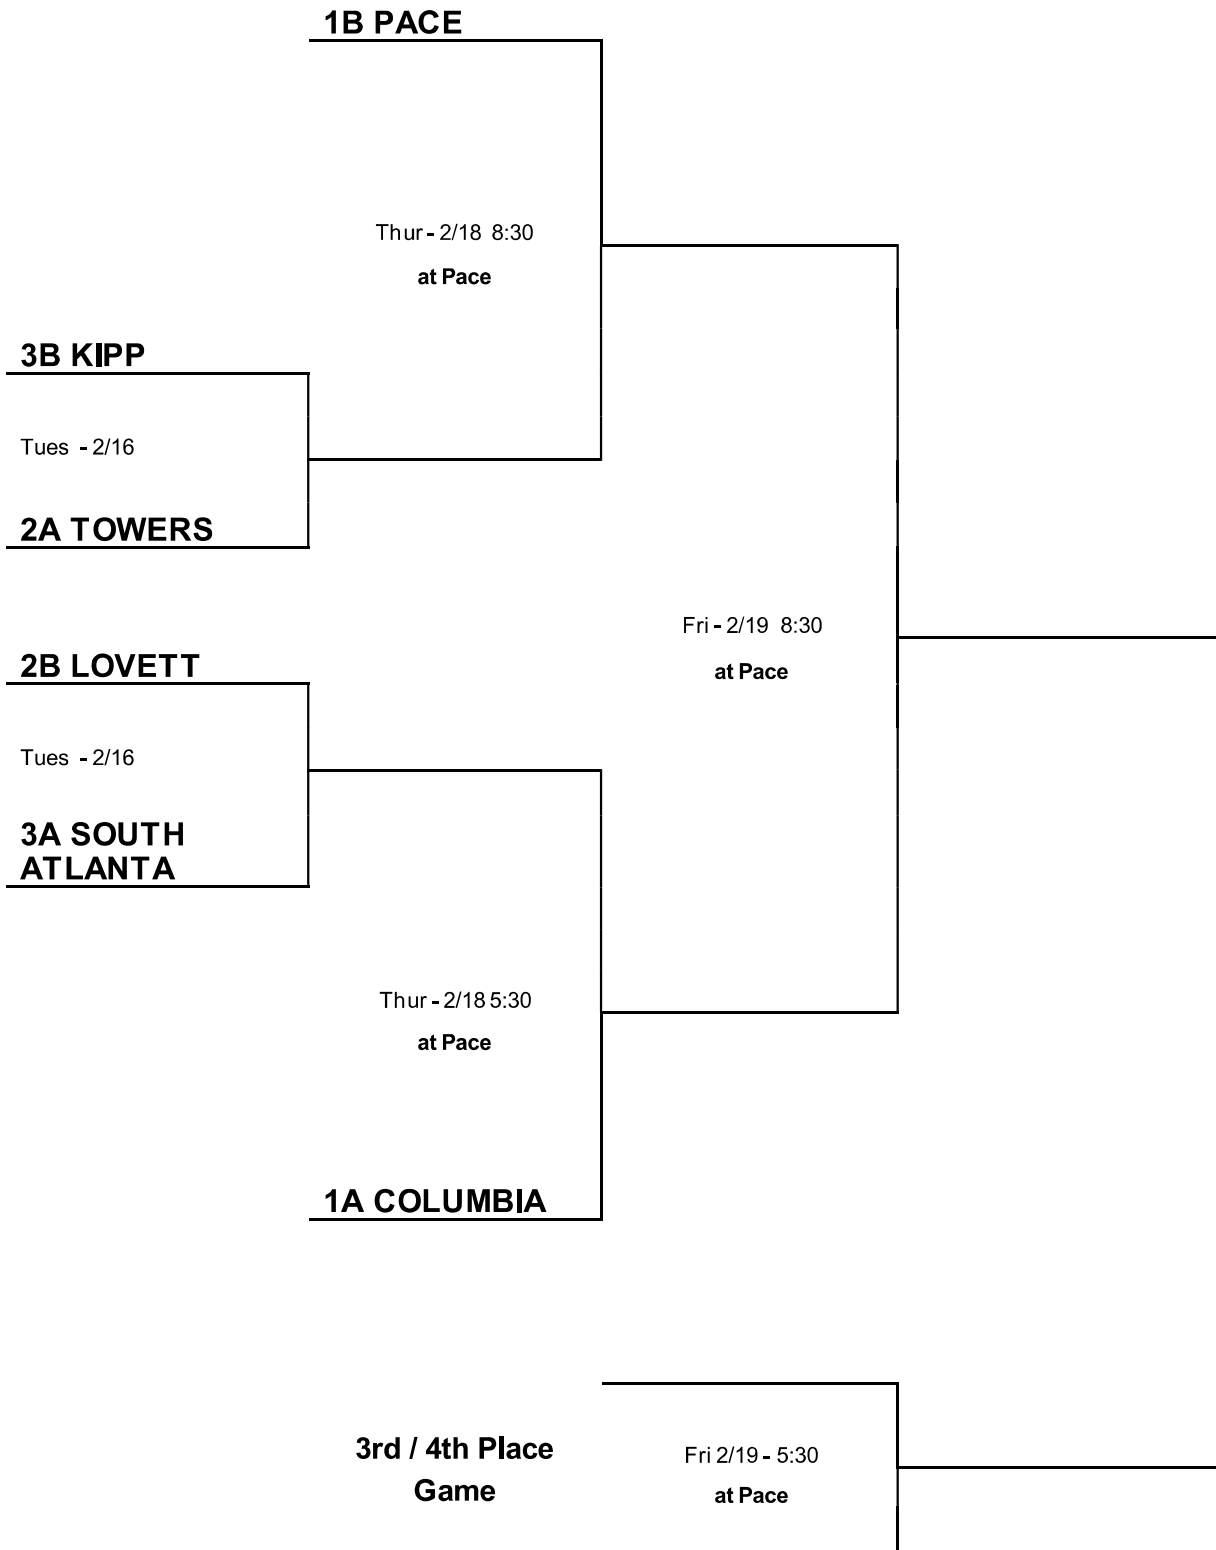 1B PACE
Thur - 2/18 8:30
at Pace
3B KIPP
Tues - 2/16
2A TOWERS
Fri - 2/19 8:30
at Pace
2B LOVETT
Tues - 2/16
3A SOUTH
ATLANTA
Thur - 2/18 5:30
at Pace
1A COLUMBIA
3rd / 4th Place
Game
Fri 2/19 - 5:30
at Pace